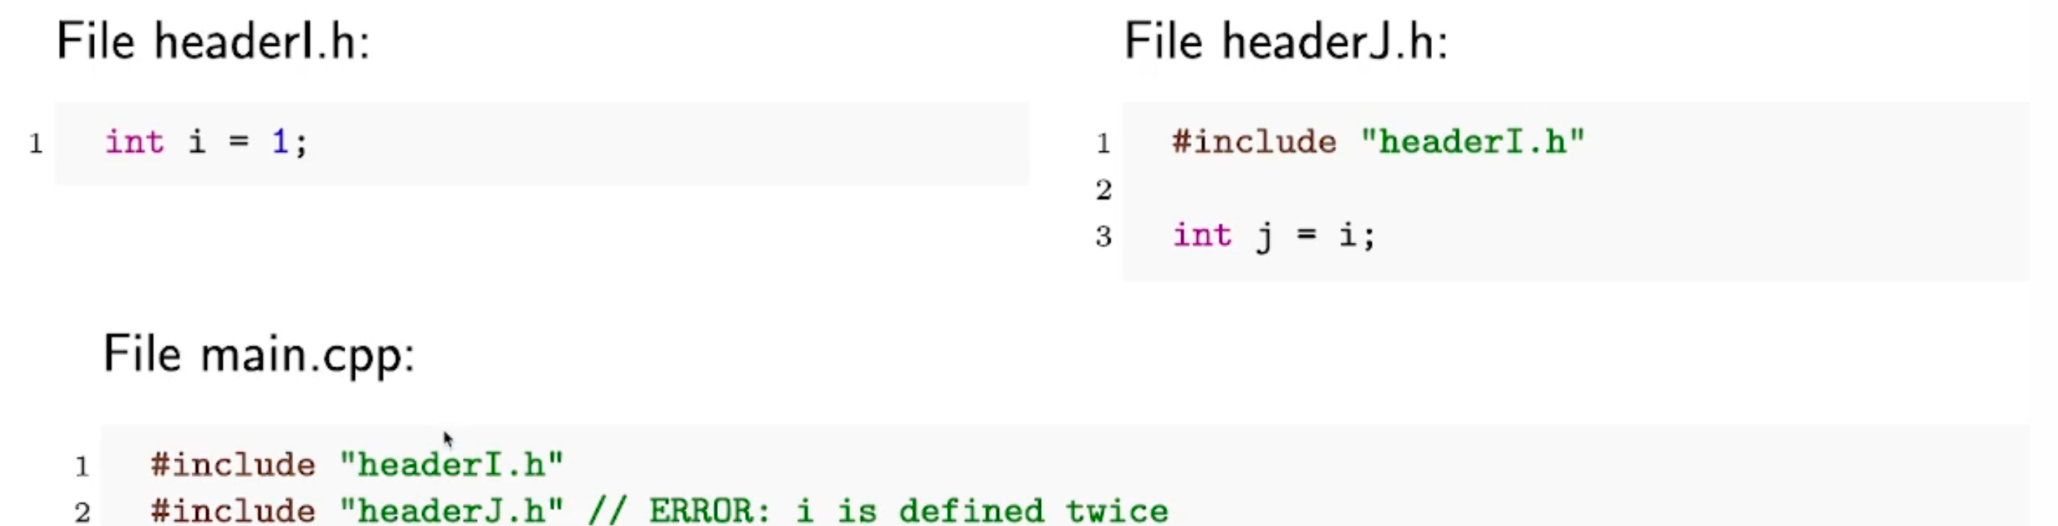 File headerI.h:
1 int i = 1;
File headerJ.h:
1 #include "headerI.h"
2
3 int j = i;
File main.cpp:
1 #include "headerI.h"
2 #include "headerJ.h" // ERROR: i is defined twice